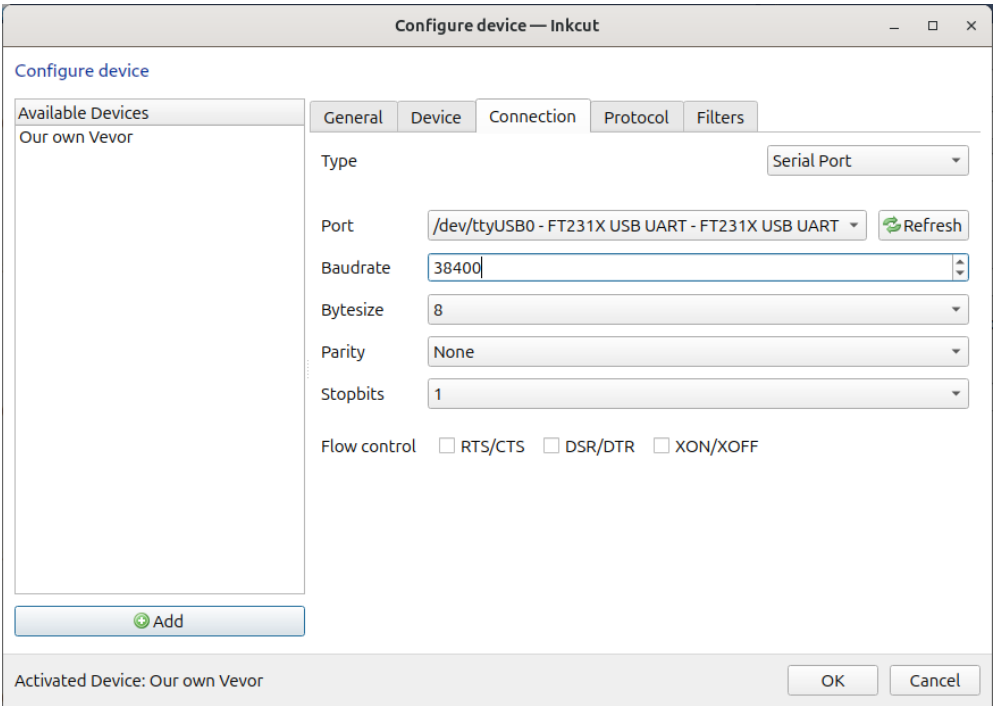 Configure device — Inkcut
Configure device
Available Devices
Our own Vevor
General Device Connection Protocol Filters
Type Serial Port
Port /dev/ttyUSB0 - FT231X USB UART - FT231X USB UART Refresh
Baudrate 38400
Bytesize 8
Parity None
Stopbits 1
Flow control RTS/CTS DSR/DTR XON/XOFF
Add
Activated Device: Our own Vevor OK Cancel